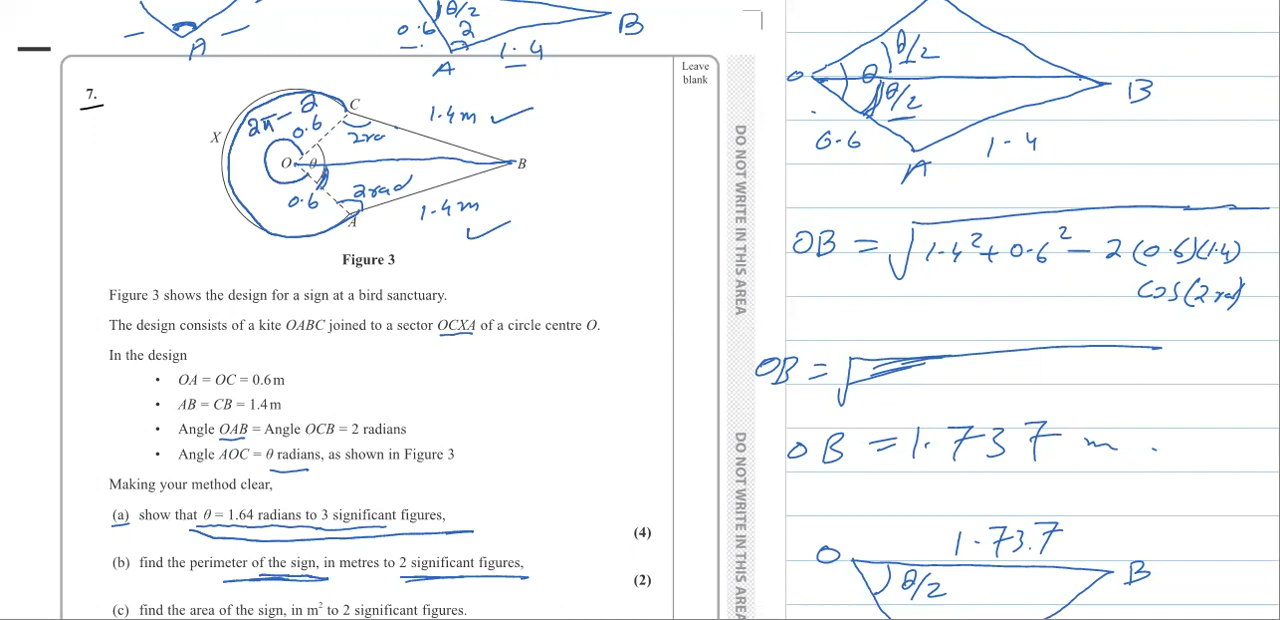 A
0.6 θ/2 2
A 1.4 B
Leave
blank
7.
X 2π - θ C
0.6 2ra
1.4m
O θ B
0.6 2rad
A
1.4m
Figure 3
Figure 3 shows the design for a sign at a bird sanctuary.
The design consists of a kite OABC joined to a sector OCXA of a circle centre O.
In the design
• OA = OC = 0.6 m
• AB = CB = 1.4 m
• Angle OAB = Angle OCB = 2 radians
• Angle AOC = θ radians, as shown in Figure 3
Making your method clear,
(a) show that θ = 1.64 radians to 3 significant figures,
(4)
(b) find the perimeter of the sign, in metres to 2 significant figures,
(2)
(c) find the area of the sign, in m² to 2 significant figures.
DO NOT WRITE IN THIS AREA
DO NOT WRITE IN THIS AREA
O θ θ/2
θ/2 B
0.6 A 1.4
OB = √1.4² + 0.6² - 2(0.6)(1.4)
cos(2 rad)
OB = √
OB = 1.737 m.
O 1.73.7 B
θ/2